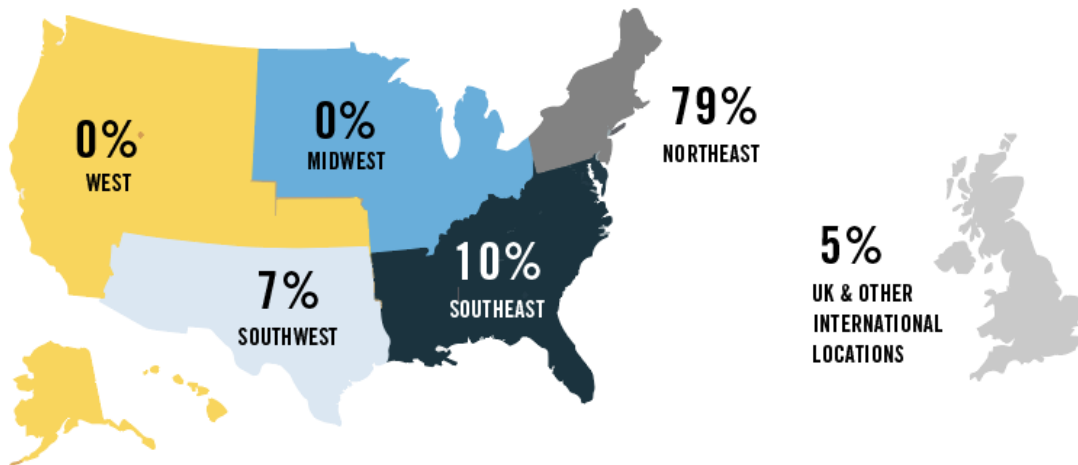 0%
WEST
0%
MIDWEST
79%
NORTHEAST
7%
SOUTHWEST
10%
SOUTHEAST
5%
UK & OTHER
INTERNATIONAL
LOCATIONS